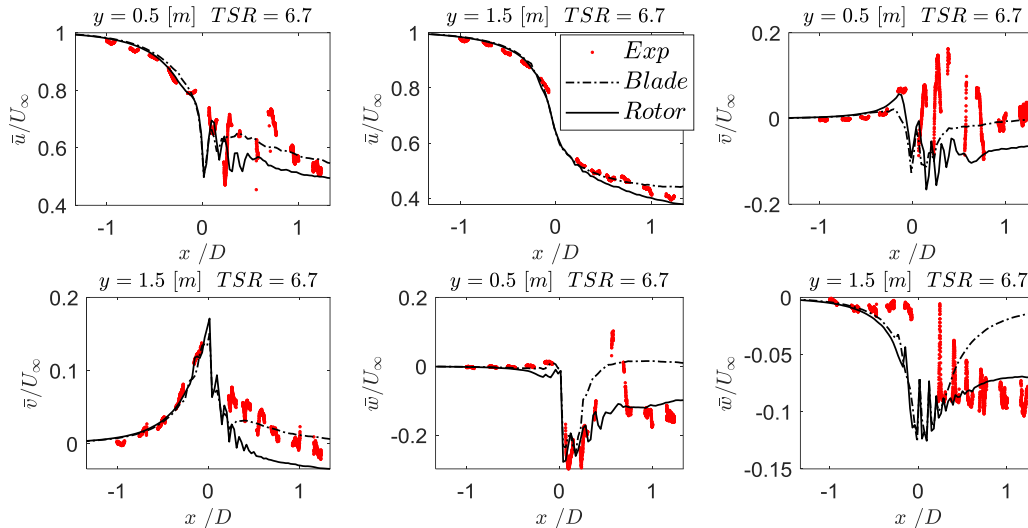 y = 0.5 [m] TSR = 6.7
y = 1.5 [m] TSR = 6.7
y = 0.5 [m] TSR = 6.7
1
0.8
0.6
0.4
ū/U∞
-1 0 1
x /D
1
0.8
0.6
0.4
ū/U∞
-1 0 1
x /D
Exp
Blade
Rotor
0.2
0
-0.2
v̄/U∞
-1 0 1
x /D
y = 1.5 [m] TSR = 6.7
y = 0.5 [m] TSR = 6.7
y = 1.5 [m] TSR = 6.7
0.2
0.1
0
v̄/U∞
-1 0 1
x /D
0.2
0
-0.2
w̄/U∞
-1 0 1
x /D
0
-0.05
-0.1
-0.15
w̄/U∞
-1 0 1
x /D